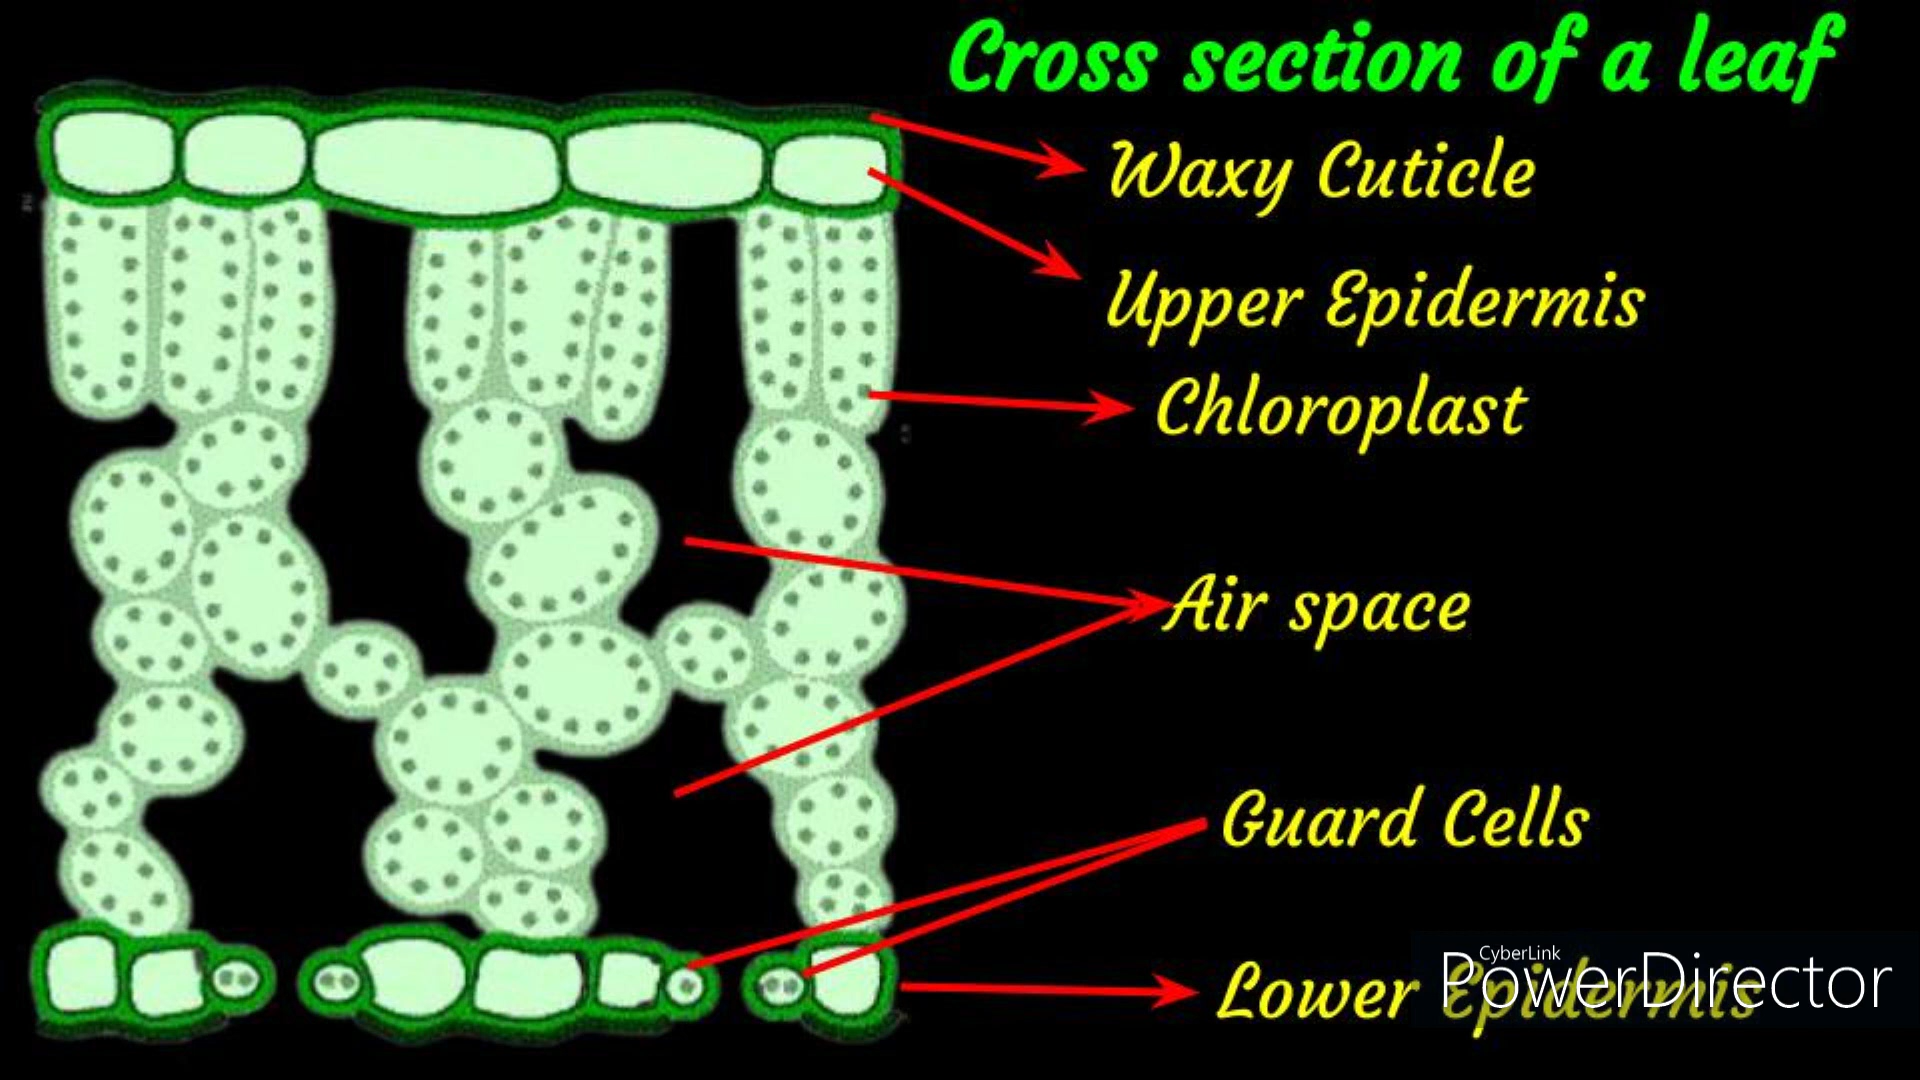 Cross section of a leaf
Waxy Cuticle
Upper Epidermis
Chloroplast
Air space
Guard Cells
Lower Epidermis
CyberLink
PowerDirector